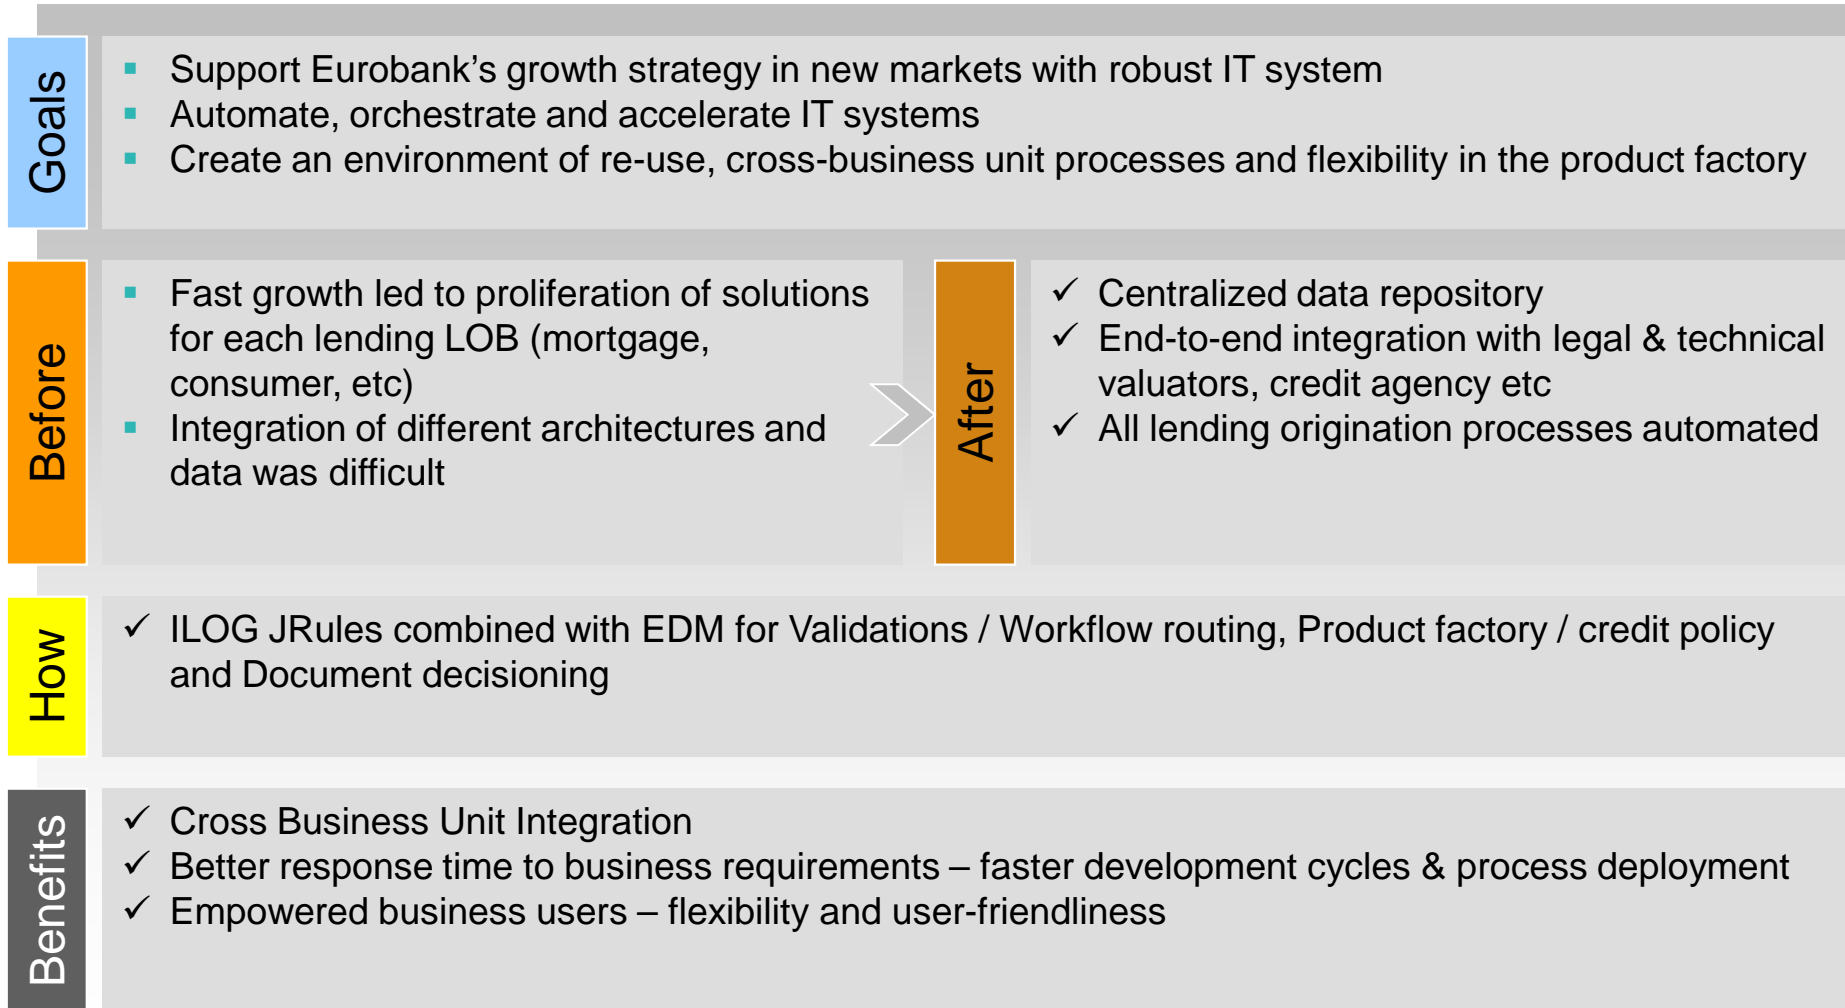 Goals
Support Eurobank’s growth strategy in new markets with robust IT system
Automate, orchestrate and accelerate IT systems
Create an environment of re-use, cross-business unit processes and flexibility in the product factory
Before
Fast growth led to proliferation of solutions
for each lending LOB (mortgage,
consumer, etc)
Integration of different architectures and
data was difficult
After
Centralized data repository
End-to-end integration with legal & technical
valuators, credit agency etc
All lending origination processes automated
How
ILOG JRules combined with EDM for Validations / Workflow routing, Product factory / credit policy
and Document decisioning
Benefits
Cross Business Unit Integration
Better response time to business requirements – faster development cycles & process deployment
Empowered business users – flexibility and user-friendliness